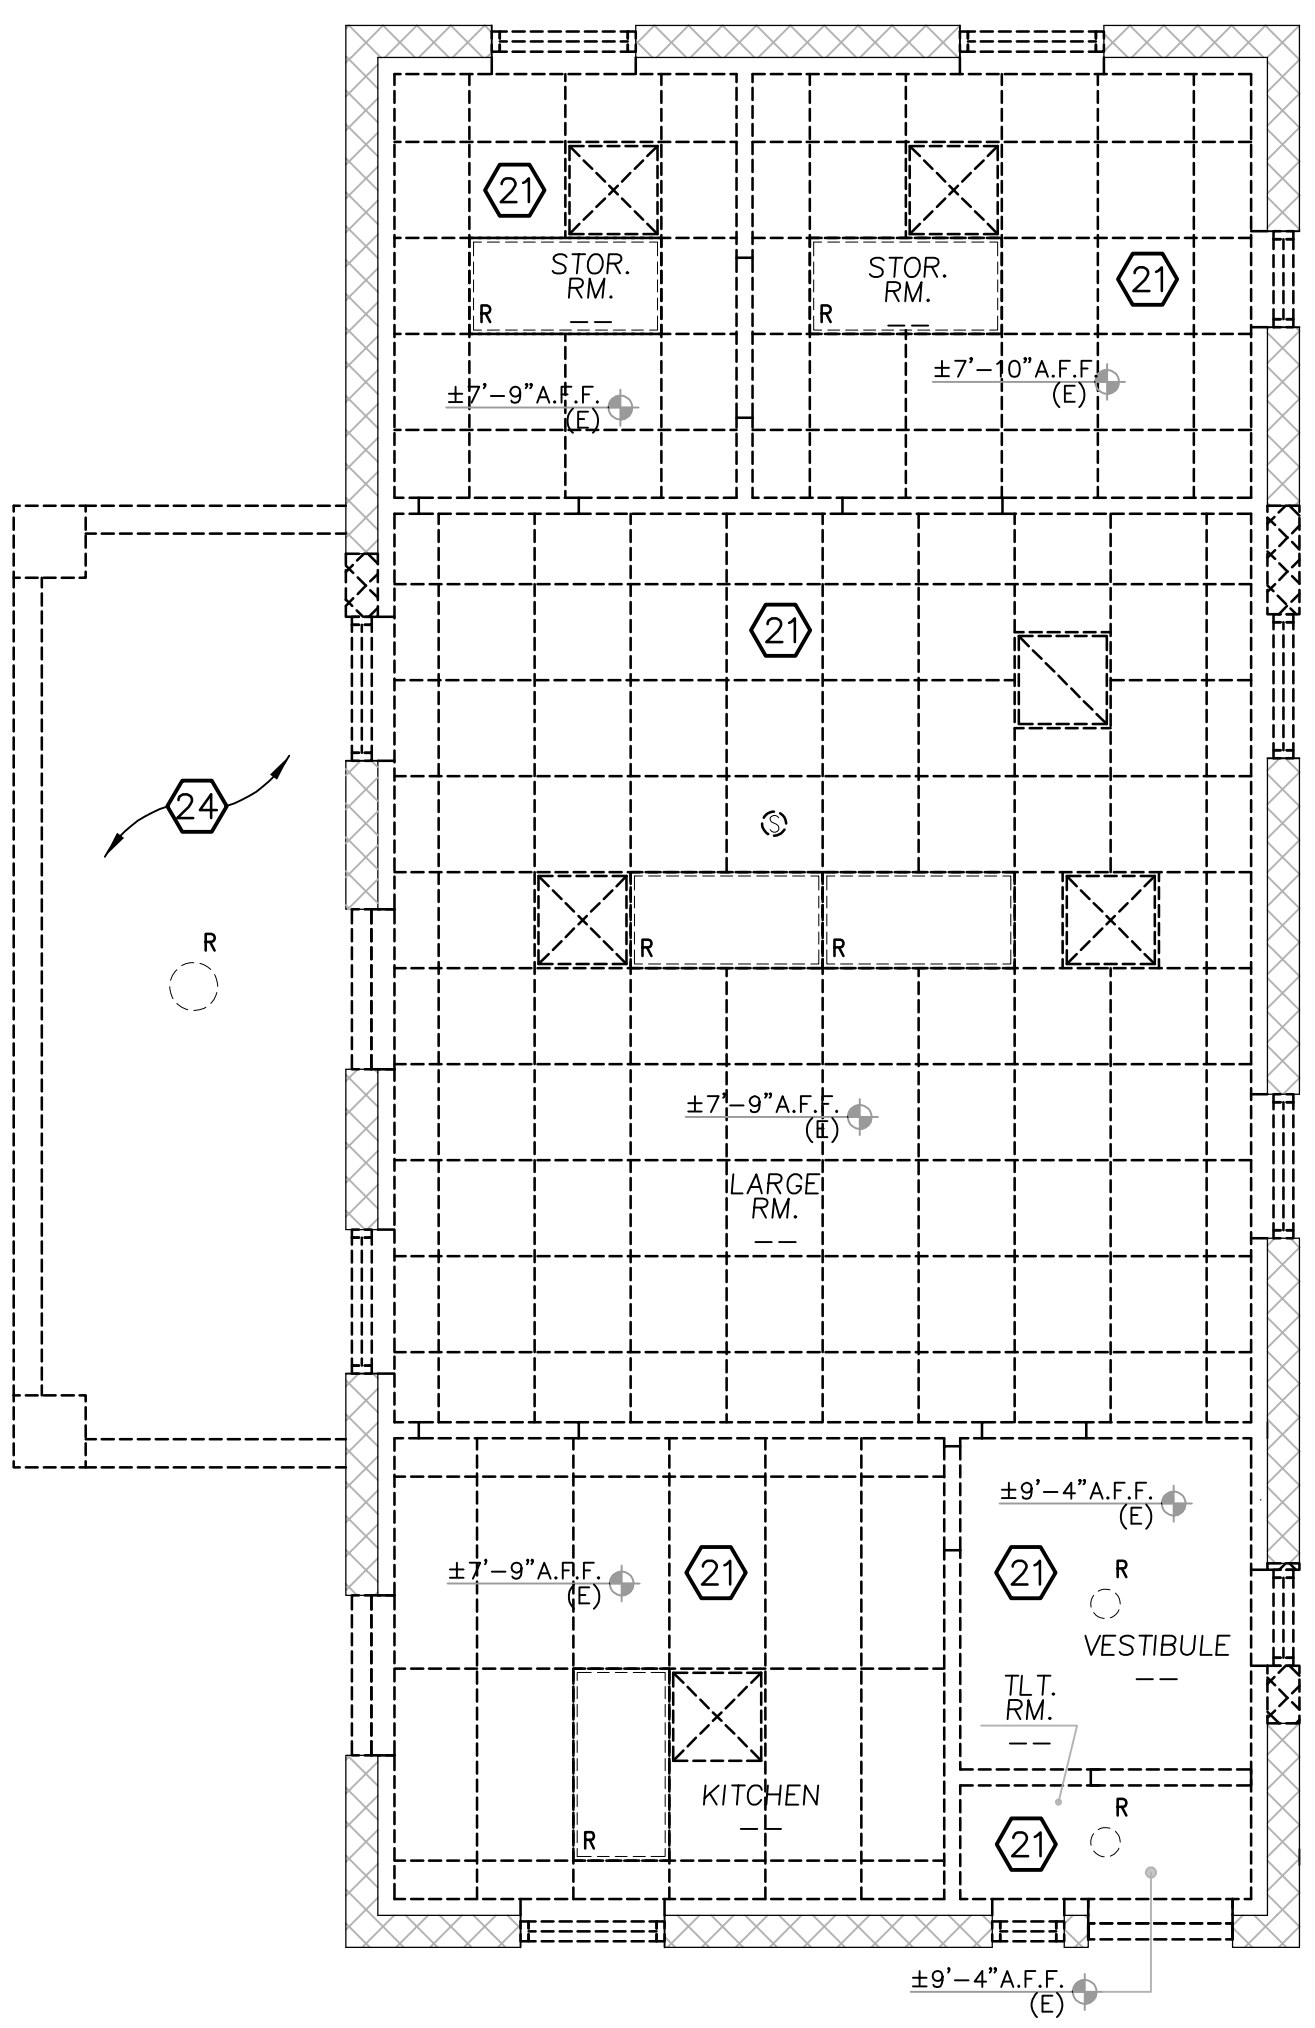 21
STOR.
RM.
R
--
STOR.
RM.
R
--
21
±7'-10"A.F.F.
(E)
±7'-9"A.F.F.
(E)
21
24
S
R
R
R
±7'-9"A.F.F.
(E)
LARGE
RM.
--
±9'-4"A.F.F.
(E)
±7'-9"A.F.F.
(E)
21
21
R
VESTIBULE
--
TLT.
RM.
--
KITCHEN
--
R
R
21
±9'-4"A.F.F.
(E)